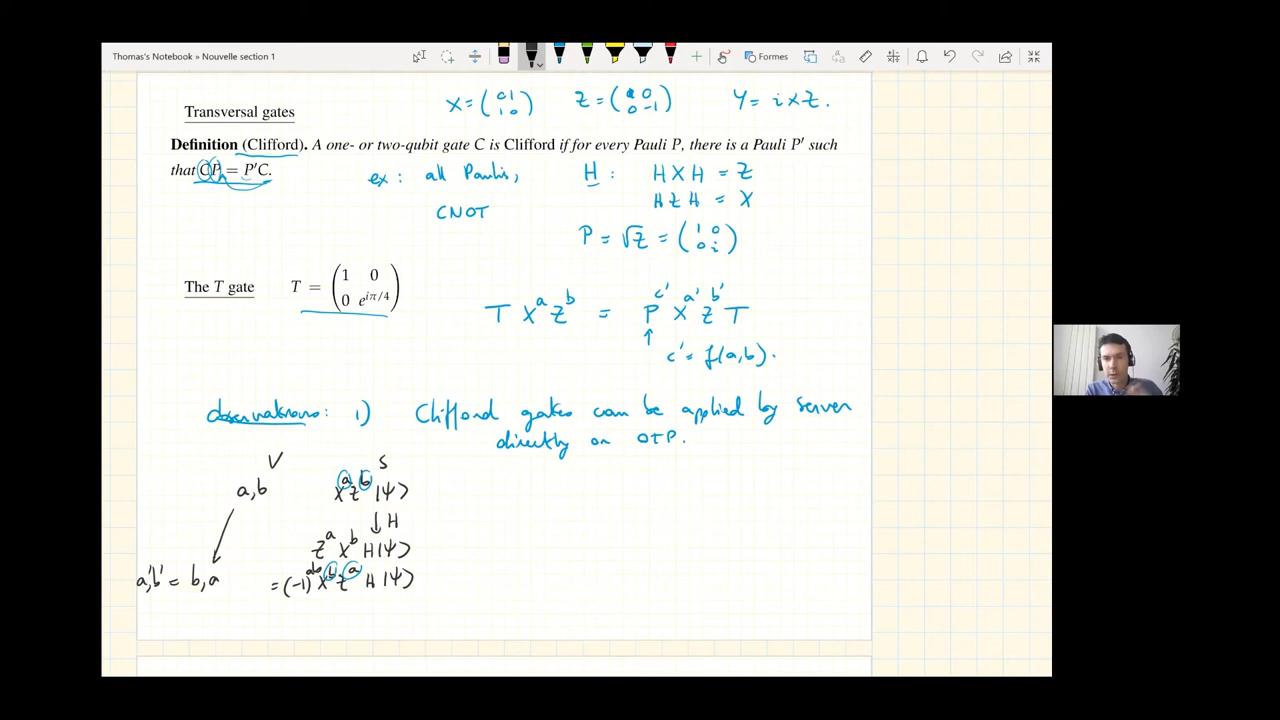 Thomas's Notebook » Nouvelle section 1
Formes
Transversal gates
X = (0 1 1 0) Z = (1 0 0 -1) Y = i X Z.
Definition (Clifford). A one- or two-qubit gate C is Clifford if for every Pauli P, there is a Pauli P′ such
that CP = P′C.
ex: all Paulis, H : H X H = Z
H Z H = X
CNOT
P = √Z = (1 0 0 i)
The T gate T = (1 0 0 e^{iπ/4})
T X^a Z^b = P^{c'} X^{a'} Z^{b'} T
↑ c' = f(a,b).
observations: 1) Clifford gates can be applied by server
directly on OTP.
V S
a,b X^a Z^b |ψ⟩
↓ H
Z^a X^b H|ψ⟩
a',b' = b,a = (-1)^{ab} X^b Z^a H|ψ⟩